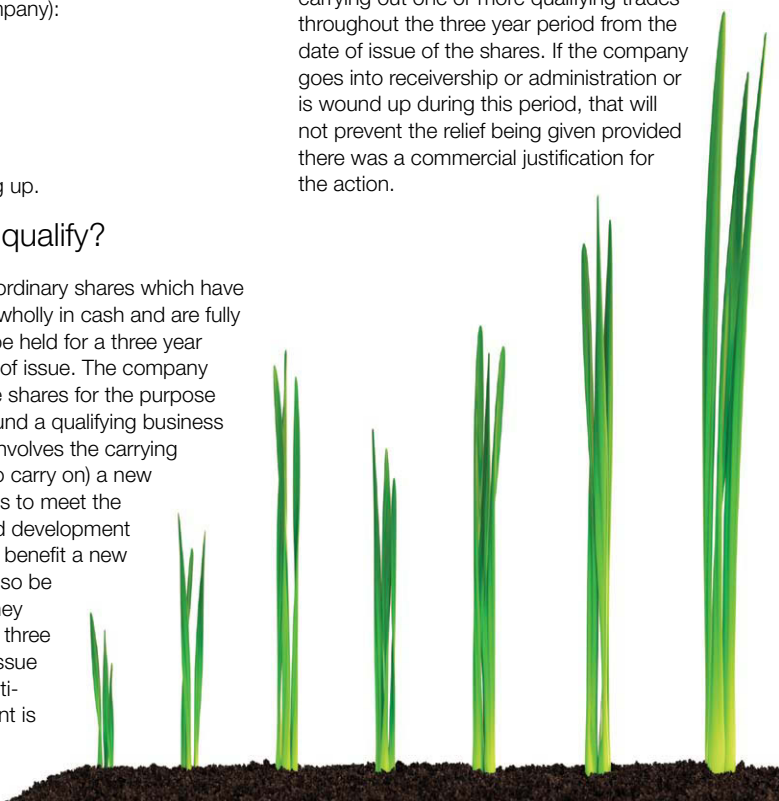 mpany):
g up.
qualify?
ordinary shares which have
wholly in cash and are fully
be held for a three year
of issue. The company
e shares for the purpose
und a qualifying business
nvolves the carrying
o carry on) a new
s to meet the
d development
benefit a new
so be
ney
three
ssue
ti-
nt is
carrying out one or more qualifying trades
throughout the three year period from the
date of issue of the shares. If the company
goes into receivership or administration or
is wound up during this period, that will
not prevent the relief being given provided
there was a commercial justification for
the action.